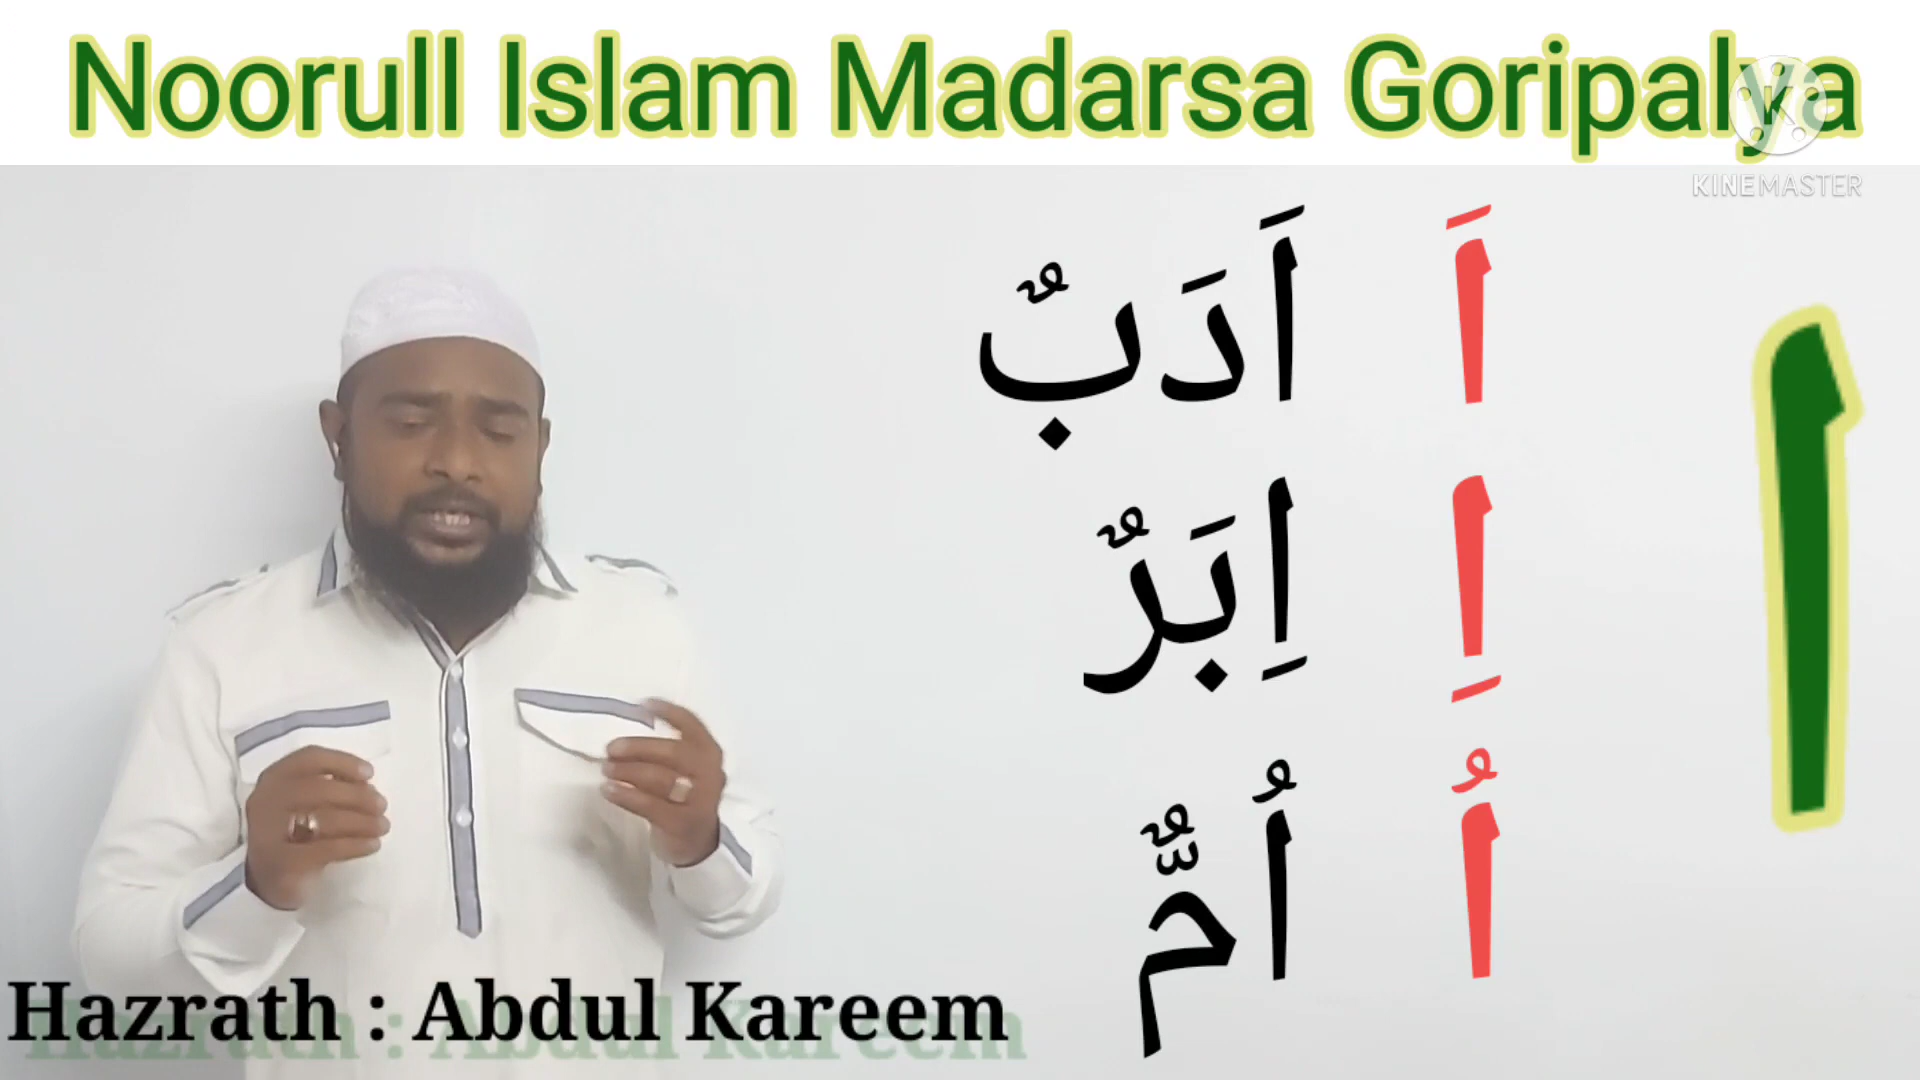 Noorull Islam Madarsa Goripalya
K
KINEMASTER
ا
اَ اَدَبٌ
اِ اِبَرٌ
اُ اُمٌّ
Hazrath : Abdul Kareem